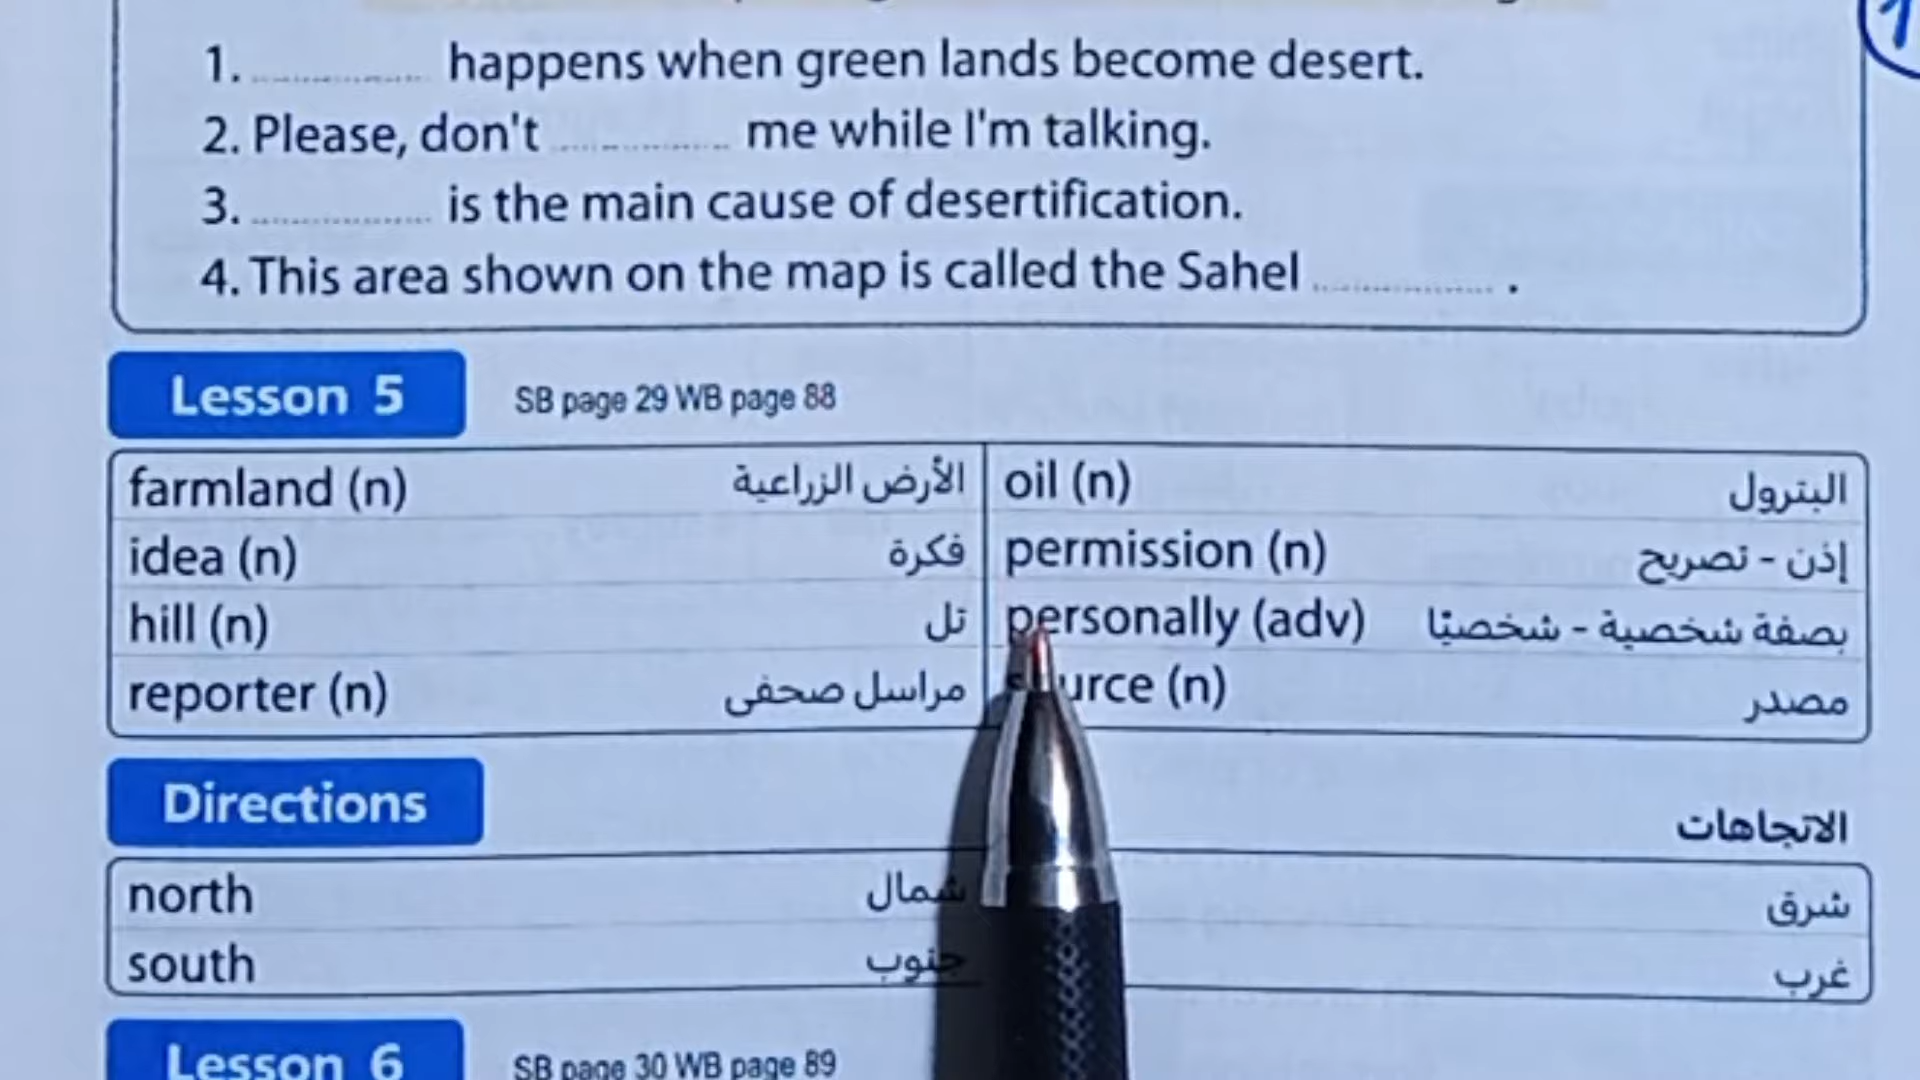 1. ............ happens when green lands become desert.
2. Please, don't ............ me while I'm talking.
3. ............ is the main cause of desertification.
4. This area shown on the map is called the Sahel ............ .
Lesson 5 SB page 29 WB page 88
farmland (n) الأرض الزراعية oil (n) البترول
idea (n) فكرة permission (n) إذن - تصريح
hill (n) تل personally (adv) بصفة شخصية - شخصيًا
reporter (n) مراسل صحفى (n) مصدر
Directions الاتجاهات
north شمال شرق
south جنوب غرب
Lesson 6 SB page 30 WB page 89